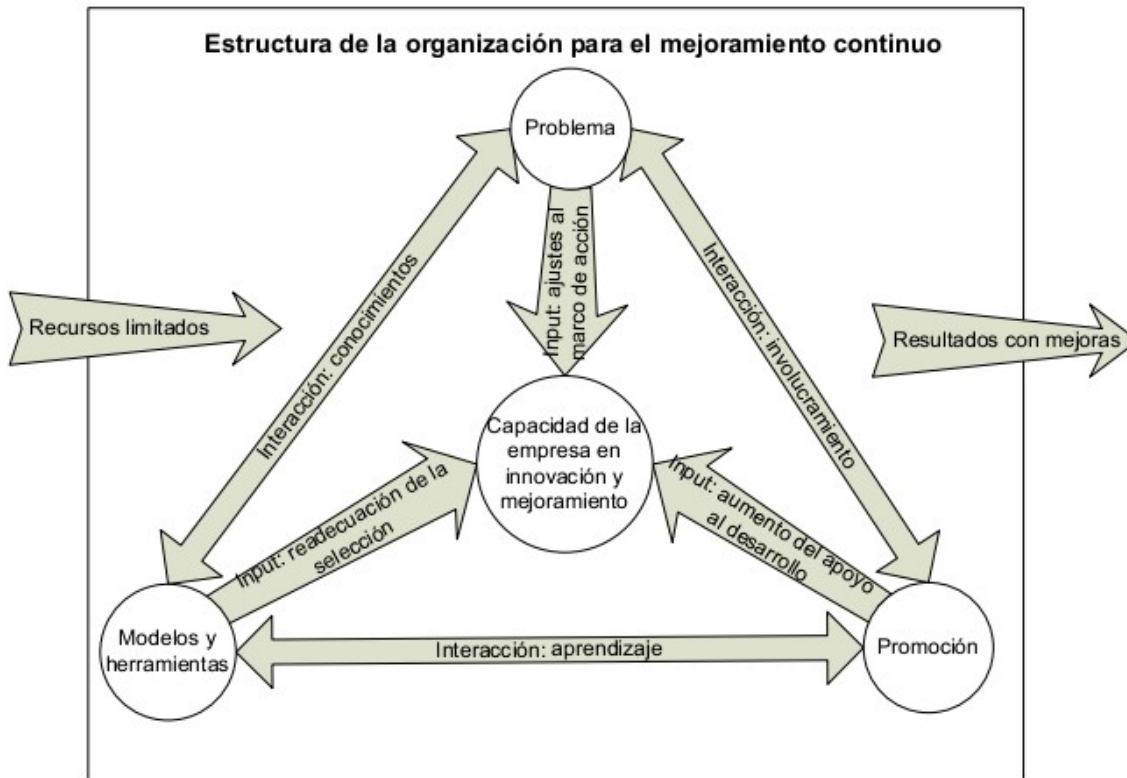 Estructura de la organización para el mejoramiento continuo
Problema
Input: ajustes al
marco de acción
Interacción: conocimientos
Interacción: involucramiento
Recursos limitados
Resultados con mejoras
Capacidad de la
empresa en
innovación y
mejoramiento
Input: readecuación de la
selección
Input: aumento del apoyo
al desarrollo
Modelos y
herramientas
Interacción: aprendizaje
Promoción